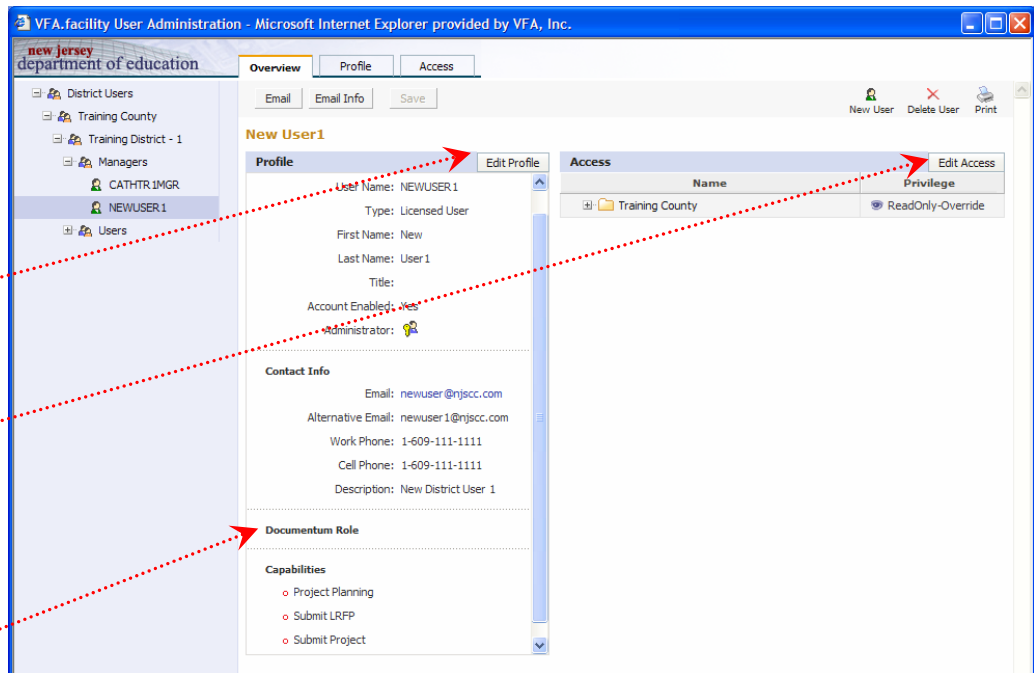 VFA.facility User Administration - Microsoft Internet Explorer provided by VFA, Inc.
new jersey
department of education
Overview Profile Access
District Users
Training County
Training District - 1
Managers
CATHTR1MGR
NEWUSER1
Users
Email Email Info Save
New User Delete User Print
New User1
Profile Edit Profile
User Name: NEWUSER1
Type: Licensed User
First Name: New
Last Name: User1
Title:
Account Enabled: Yes
Administrator:
Contact Info
Email: newuser@njscc.com
Alternative Email: newuser1@njscc.com
Work Phone: 1-609-111-1111
Cell Phone: 1-609-111-1111
Description: New District User 1
Documentum Role
Capabilities
Project Planning
Submit LRFP
Submit Project
Access Edit Access
Name Privilege
Training County ReadOnly-Override